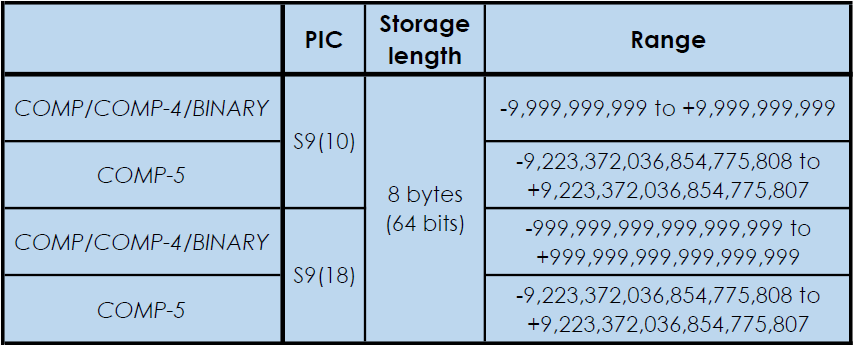 PIC
Storage
length
Range
COMP/COMP-4/BINARY
S9(10)
8 bytes
(64 bits)
-9,999,999,999 to +9,999,999,999
COMP-5
-9,223,372,036,854,775,808 to
+9,223,372,036,854,775,807
COMP/COMP-4/BINARY
S9(18)
-999,999,999,999,999,999 to
+999,999,999,999,999,999
COMP-5
-9,223,372,036,854,775,808 to
+9,223,372,036,854,775,807